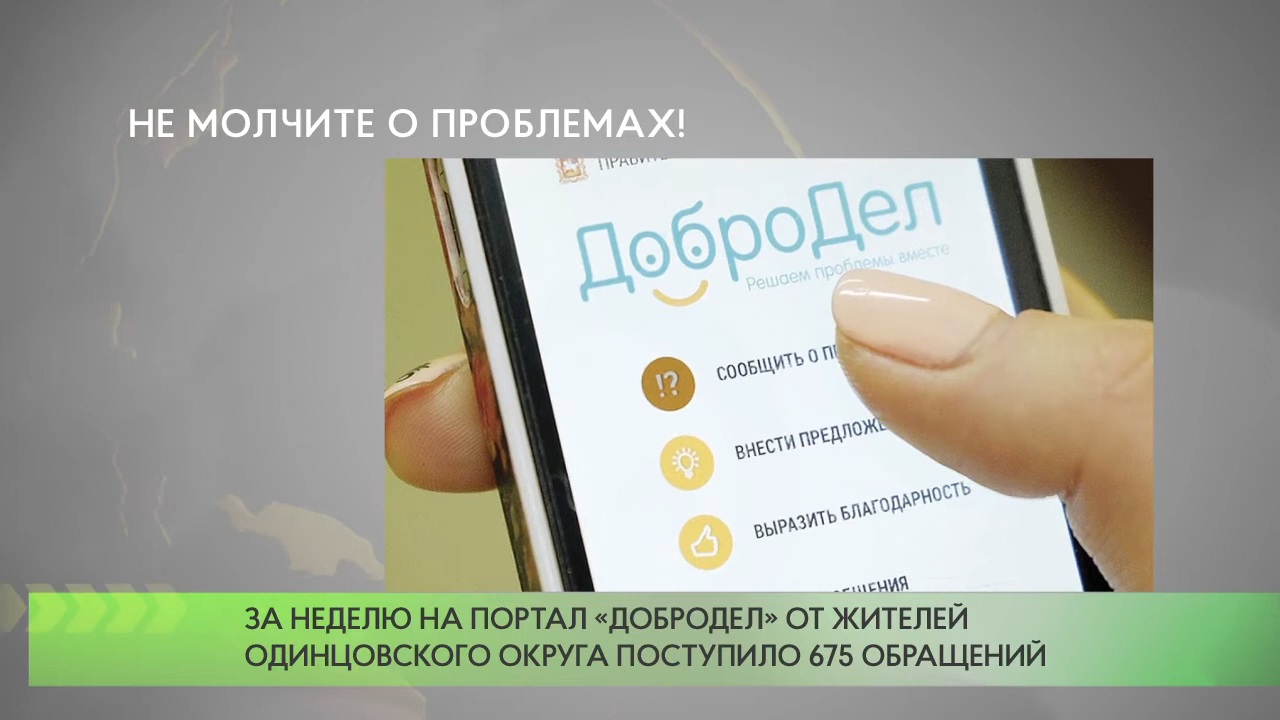 НЕ МОЛЧИТЕ О ПРОБЛЕМАХ!
ДоброДел
Решаем проблемы вместе
СООБЩИТЬ О
ВНЕСТИ
ВЫРАЗИТЬ БЛАГОДАРНОСТЬ
ЗА НЕДЕЛЮ НА ПОРТАЛ «ДОБРОДЕЛ» ОТ ЖИТЕЛЕЙ
ОДИНЦОВСКОГО ОКРУГА ПОСТУПИЛО 675 ОБРАЩЕНИЙ